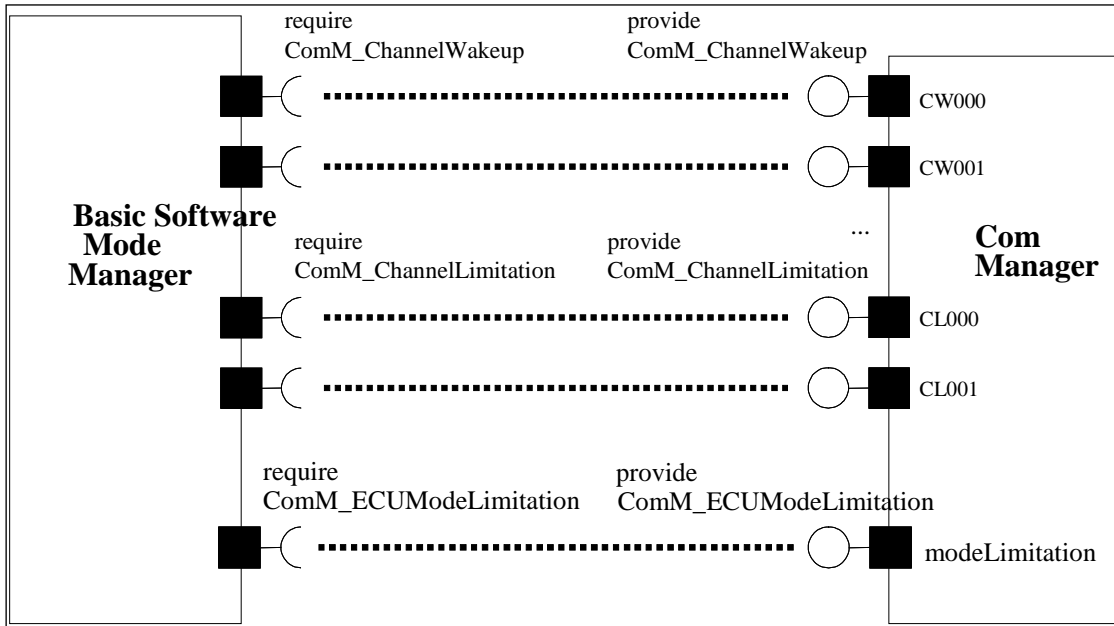 require
ComM_ChannelWakeup
provide
ComM_ChannelWakeup
CW000
CW001
Basic Software
Mode
Manager
require
ComM_ChannelLimitation
provide
ComM_ChannelLimitation
...
Com
Manager
CL000
CL001
require
ComM_ECUModeLimitation
provide
ComM_ECUModeLimitation
modeLimitation